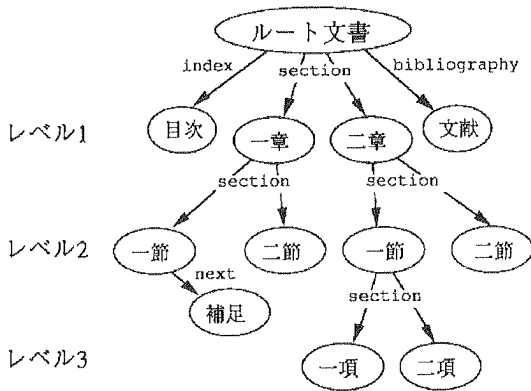 ルート文書
index section bibliography
レベル1 目次 一章 二章 文献
section section
レベル2 一節 二節 一節 二節
next
補足 section
レベル3 一項 二項